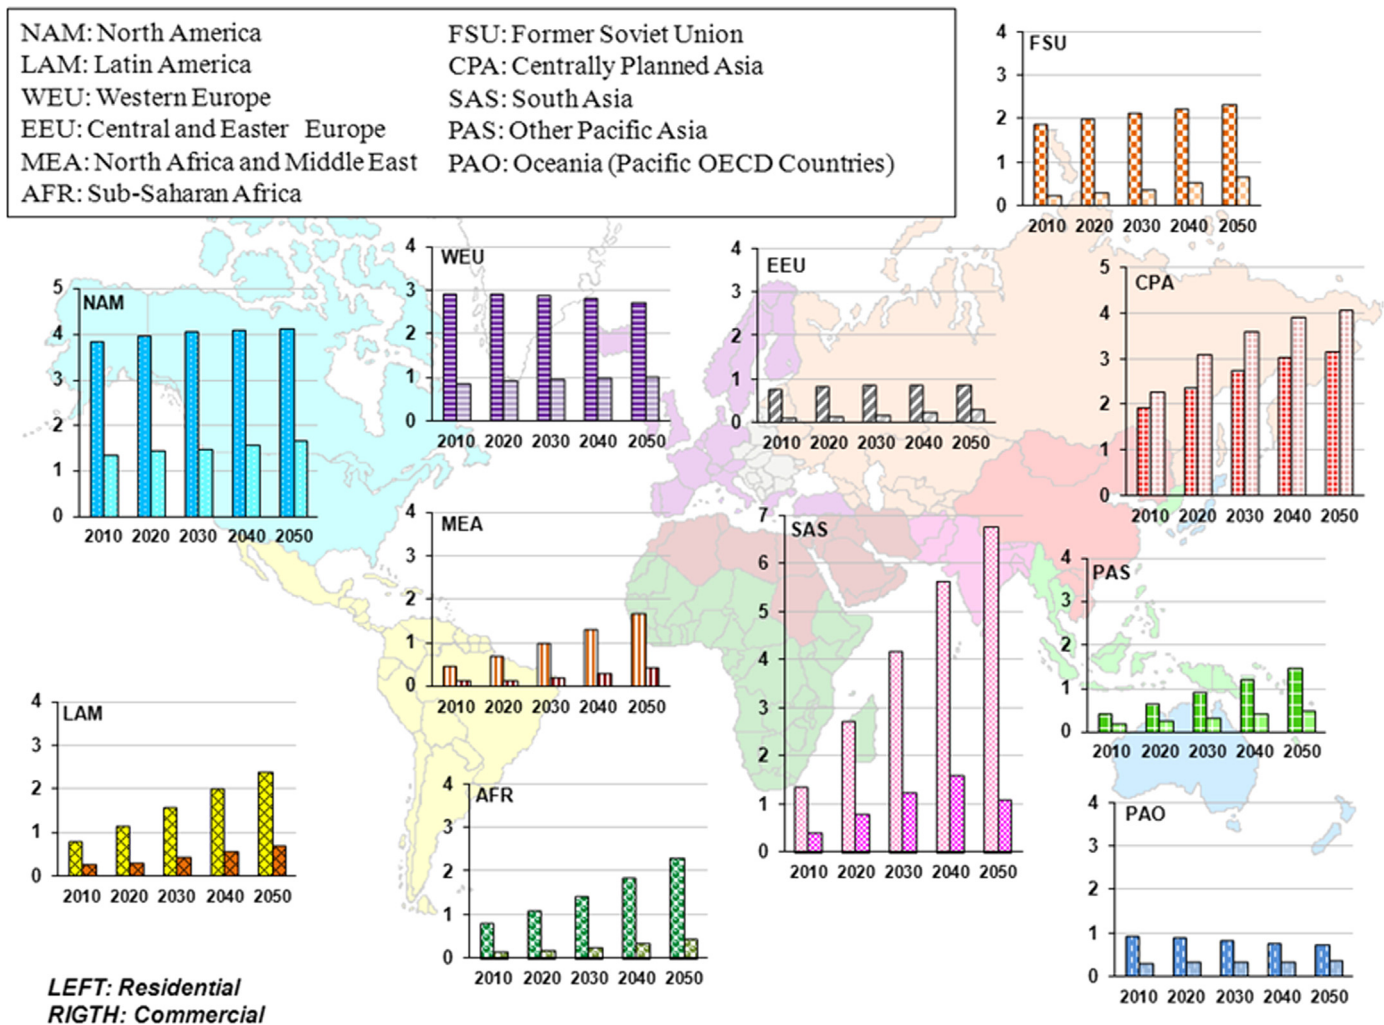 NAM: North America
LAM: Latin America
WEU: Western Europe
EEU: Central and Easter Europe
MEA: North Africa and Middle East
AFR: Sub-Saharan Africa
FSU: Former Soviet Union
CPA: Centrally Planned Asia
SAS: South Asia
PAS: Other Pacific Asia
PAO: Oceania (Pacific OECD Countries)
FSU
4
3
2
1
0
2010 2020 2030 2040 2050
WEU
4
3
2
1
0
2010 2020 2030 2040 2050
EEU
4
3
2
1
0
2010 2020 2030 2040 2050
CPA
5
4
3
2
1
0
2010 2020 2030 2040 2050
NAM
5
4
3
2
1
0
2010 2020 2030 2040 2050
MEA
4
3
2
1
0
2010 2020 2030 2040 2050
SAS
7
6
5
4
3
2
1
0
2010 2020 2030 2040 2050
PAS
4
3
2
1
0
2010 2020 2030 2040 2050
LAM
4
3
2
1
0
2010 2020 2030 2040 2050
AFR
4
3
2
1
0
2010 2020 2030 2040 2050
PAO
4
3
2
1
0
2010 2020 2030 2040 2050
LEFT: Residential
RIGTH: Commercial